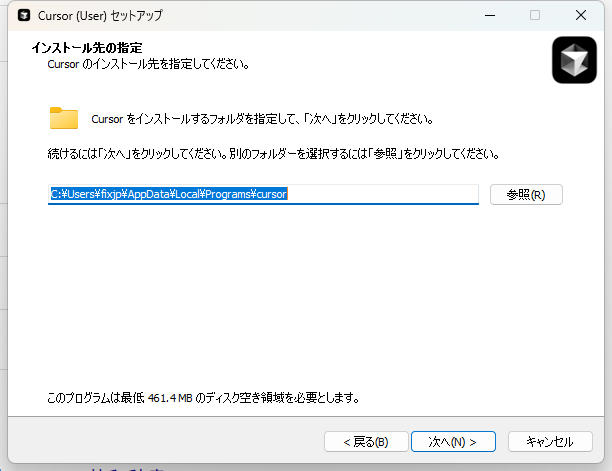 Cursor (User) セットアップ
インストール先の指定
Cursor のインストール先を指定してください。
Cursor をインストールするフォルダを指定して、「次へ」をクリックしてください。
続けるには「次へ」をクリックしてください。別のフォルダーを選択するには「参照」をクリックしてください。
C:¥Users¥fixjp¥AppData¥Local¥Programs¥cursor
参照(R)
このプログラムは最低 461.4 MB のディスク空き領域を必要とします。
< 戻る(B)
次へ(N) >
キャンセル